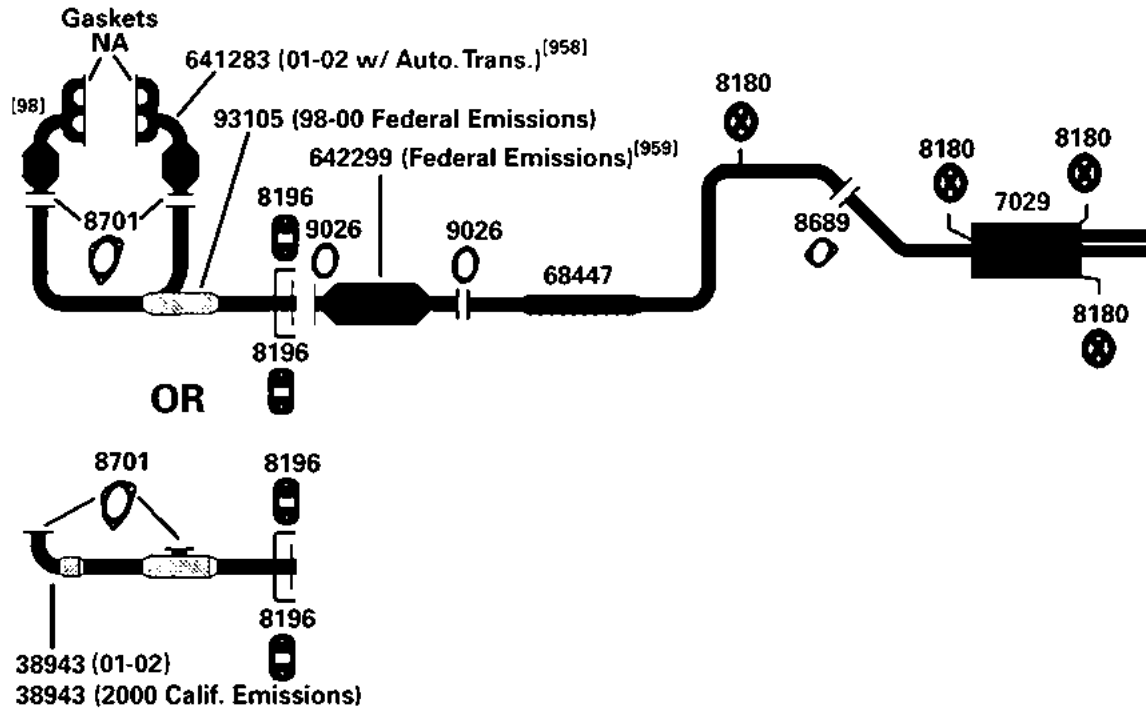 Gaskets
NA
641283 (01-02 w/ Auto. Trans.)[958]
[98]
93105 (98-00 Federal Emissions)
642299 (Federal Emissions)[959]
8180
8180
8180
8196
7029
8701
9026
9026
8689
68447
8180
8196
OR
8701
8196
8196
38943 (01-02)
38943 (2000 Calif. Emissions)